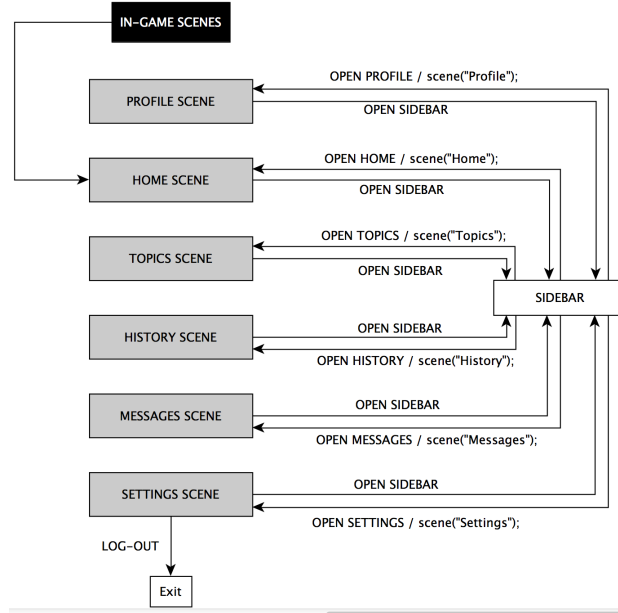 IN-GAME SCENES
OPEN PROFILE / scene("Profile");
PROFILE SCENE
OPEN SIDEBAR
OPEN HOME / scene("Home");
HOME SCENE
OPEN SIDEBAR
OPEN TOPICS / scene("Topics");
TOPICS SCENE
OPEN SIDEBAR
SIDEBAR
OPEN SIDEBAR
HISTORY SCENE
OPEN HISTORY / scene("History");
OPEN SIDEBAR
MESSAGES SCENE
OPEN MESSAGES / scene("Messages");
OPEN SIDEBAR
SETTINGS SCENE
OPEN SETTINGS / scene("Settings");
LOG-OUT
Exit